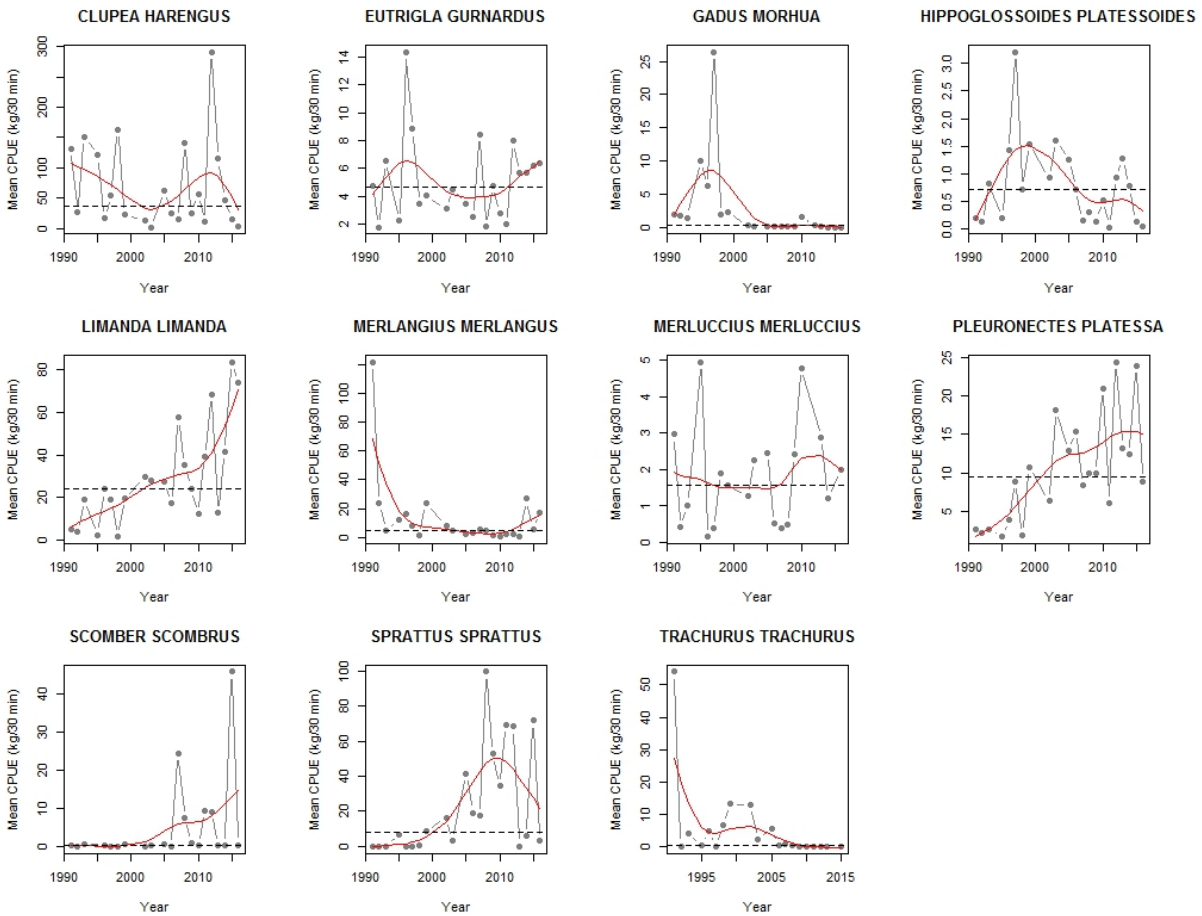 CLUPEA HARENGUS
Mean CPUE (kg/30 min)
0 50 100 200 300
1990 2000 2010
Year
EUTRIGLA GURNARDUS
Mean CPUE (kg/30 min)
2 4 6 8 10 12 14
1990 2000 2010
Year
GADUS MORHUA
Mean CPUE (kg/30 min)
0 5 10 15 20 25
1990 2000 2010
Year
HIPPOGLOSSOIDES PLATESSOIDES
Mean CPUE (kg/30 min)
0.0 0.5 1.0 1.5 2.0 2.5 3.0
1990 2000 2010
Year
LIMANDA LIMANDA
Mean CPUE (kg/30 min)
0 20 40 60 80
1990 2000 2010
Year
MERLANGIUS MERLANGUS
Mean CPUE (kg/30 min)
0 20 40 60 80 100 120
1990 2000 2010
Year
MERLUCCIUS MERLUCCIUS
Mean CPUE (kg/30 min)
0 1 2 3 4 5
1990 2000 2010
Year
PLEURONECTES PLATESSA
Mean CPUE (kg/30 min)
5 10 15 20 25
1990 2000 2010
Year
SCOMBER SCOMBRUS
Mean CPUE (kg/30 min)
0 10 20 30 40
1990 2000 2010
Year
SPRATTUS SPRATTUS
Mean CPUE (kg/30 min)
0 20 40 60 80 100
1990 2000 2010
Year
TRACHURUS TRACHURUS
Mean CPUE (kg/30 min)
0 10 20 30 40 50
1995 2005 2015
Year